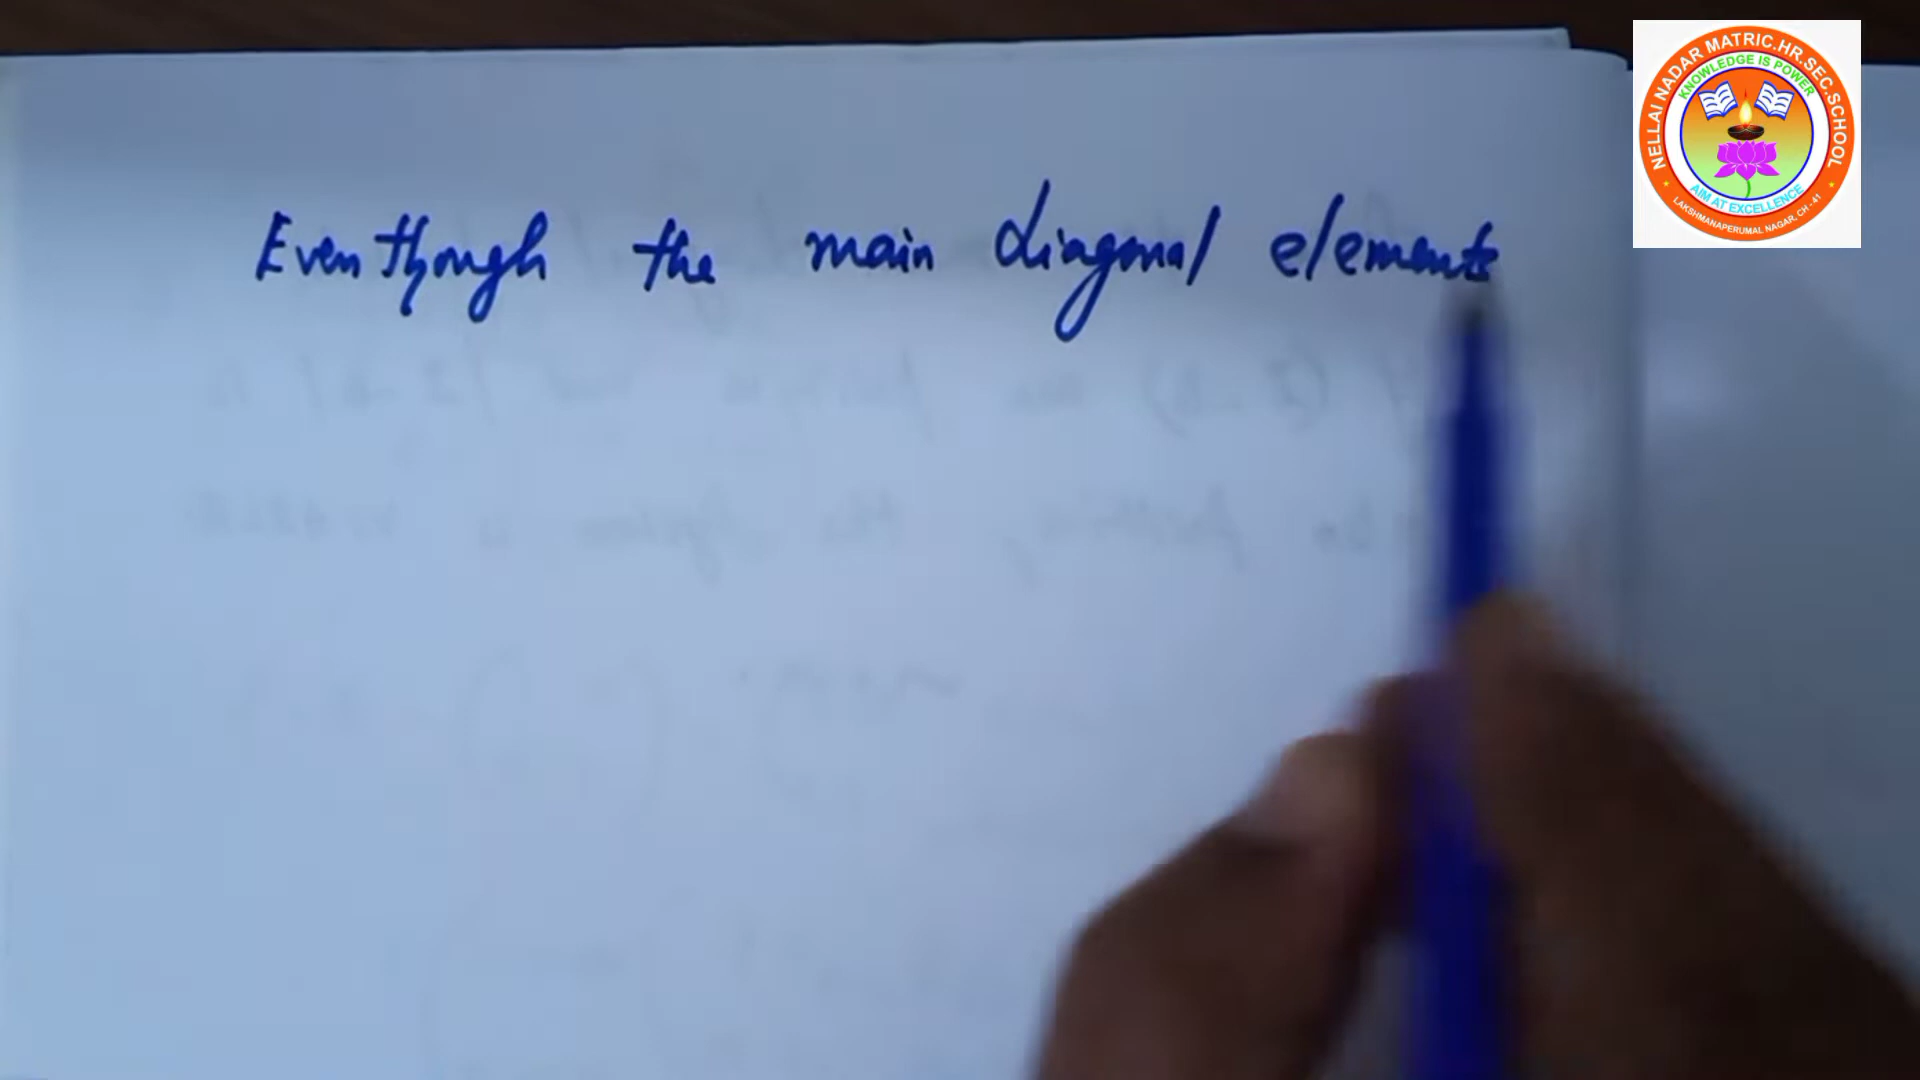 NELLAI NADAR MATRIC.HR.SEC.SCHOOL
KNOWLEDGE IS POWER
AIM AT EXCELLENCE
LAKSHMANAPERUMAL NAGAR, CH - 41
Eventhough the main diagonal elements